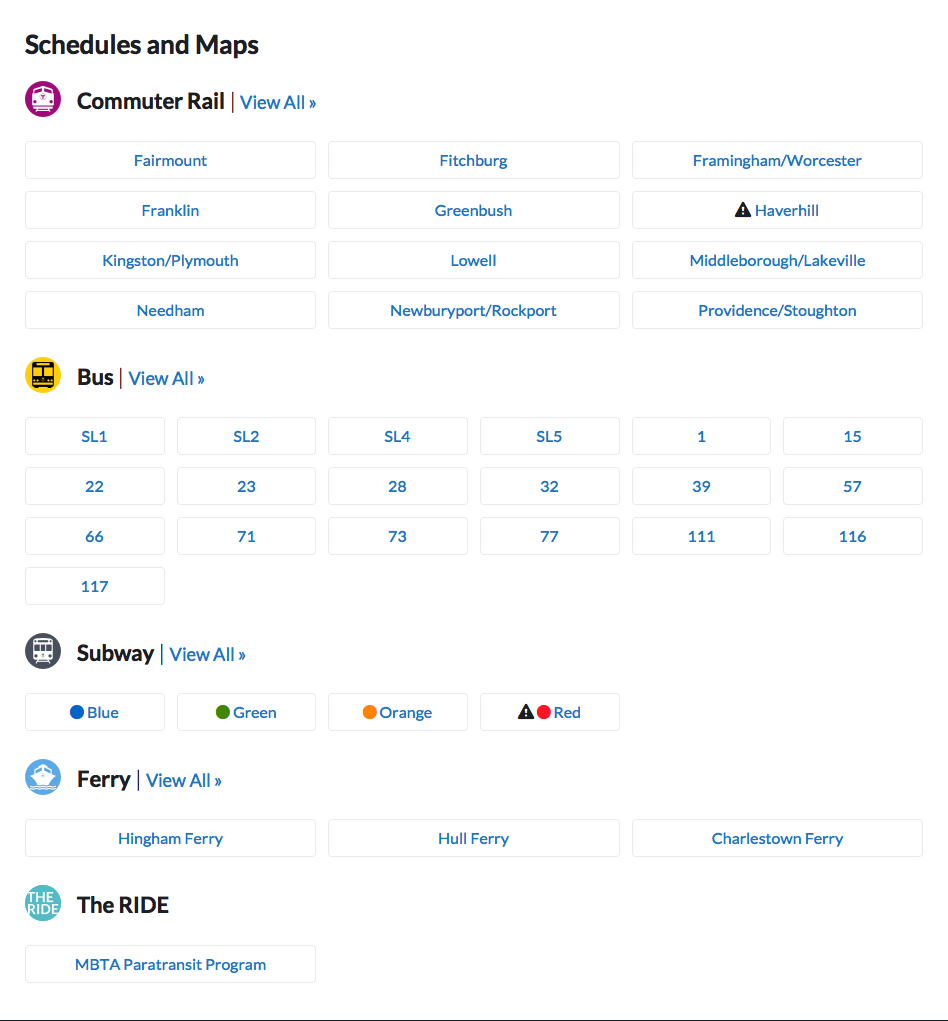 Schedules and Maps
Commuter Rail | View All »
Fairmount Fitchburg Framingham/Worcester
Franklin Greenbush Haverhill
Kingston/Plymouth Lowell Middleborough/Lakeville
Needham Newburyport/Rockport Providence/Stoughton
Bus | View All »
SL1 SL2 SL4 SL5 1 15
22 23 28 32 39 57
66 71 73 77 111 116
117
Subway | View All »
Blue Green Orange Red
Ferry | View All »
Hingham Ferry Hull Ferry Charlestown Ferry
THE
RIDE
The RIDE
MBTA Paratransit Program